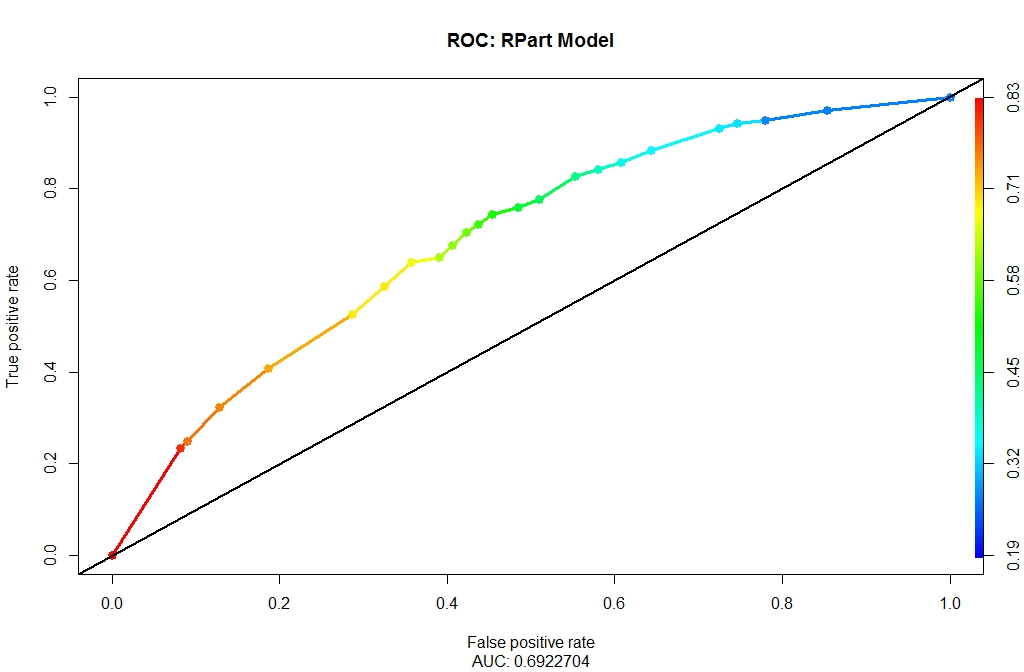 ROC: RPart Model
True positive rate
1.0
0.8
0.6
0.4
0.2
0.0
0.83
0.71
0.58
0.45
0.32
0.19
0.0 0.2 0.4 0.6 0.8 1.0
False positive rate
AUC: 0.6922704